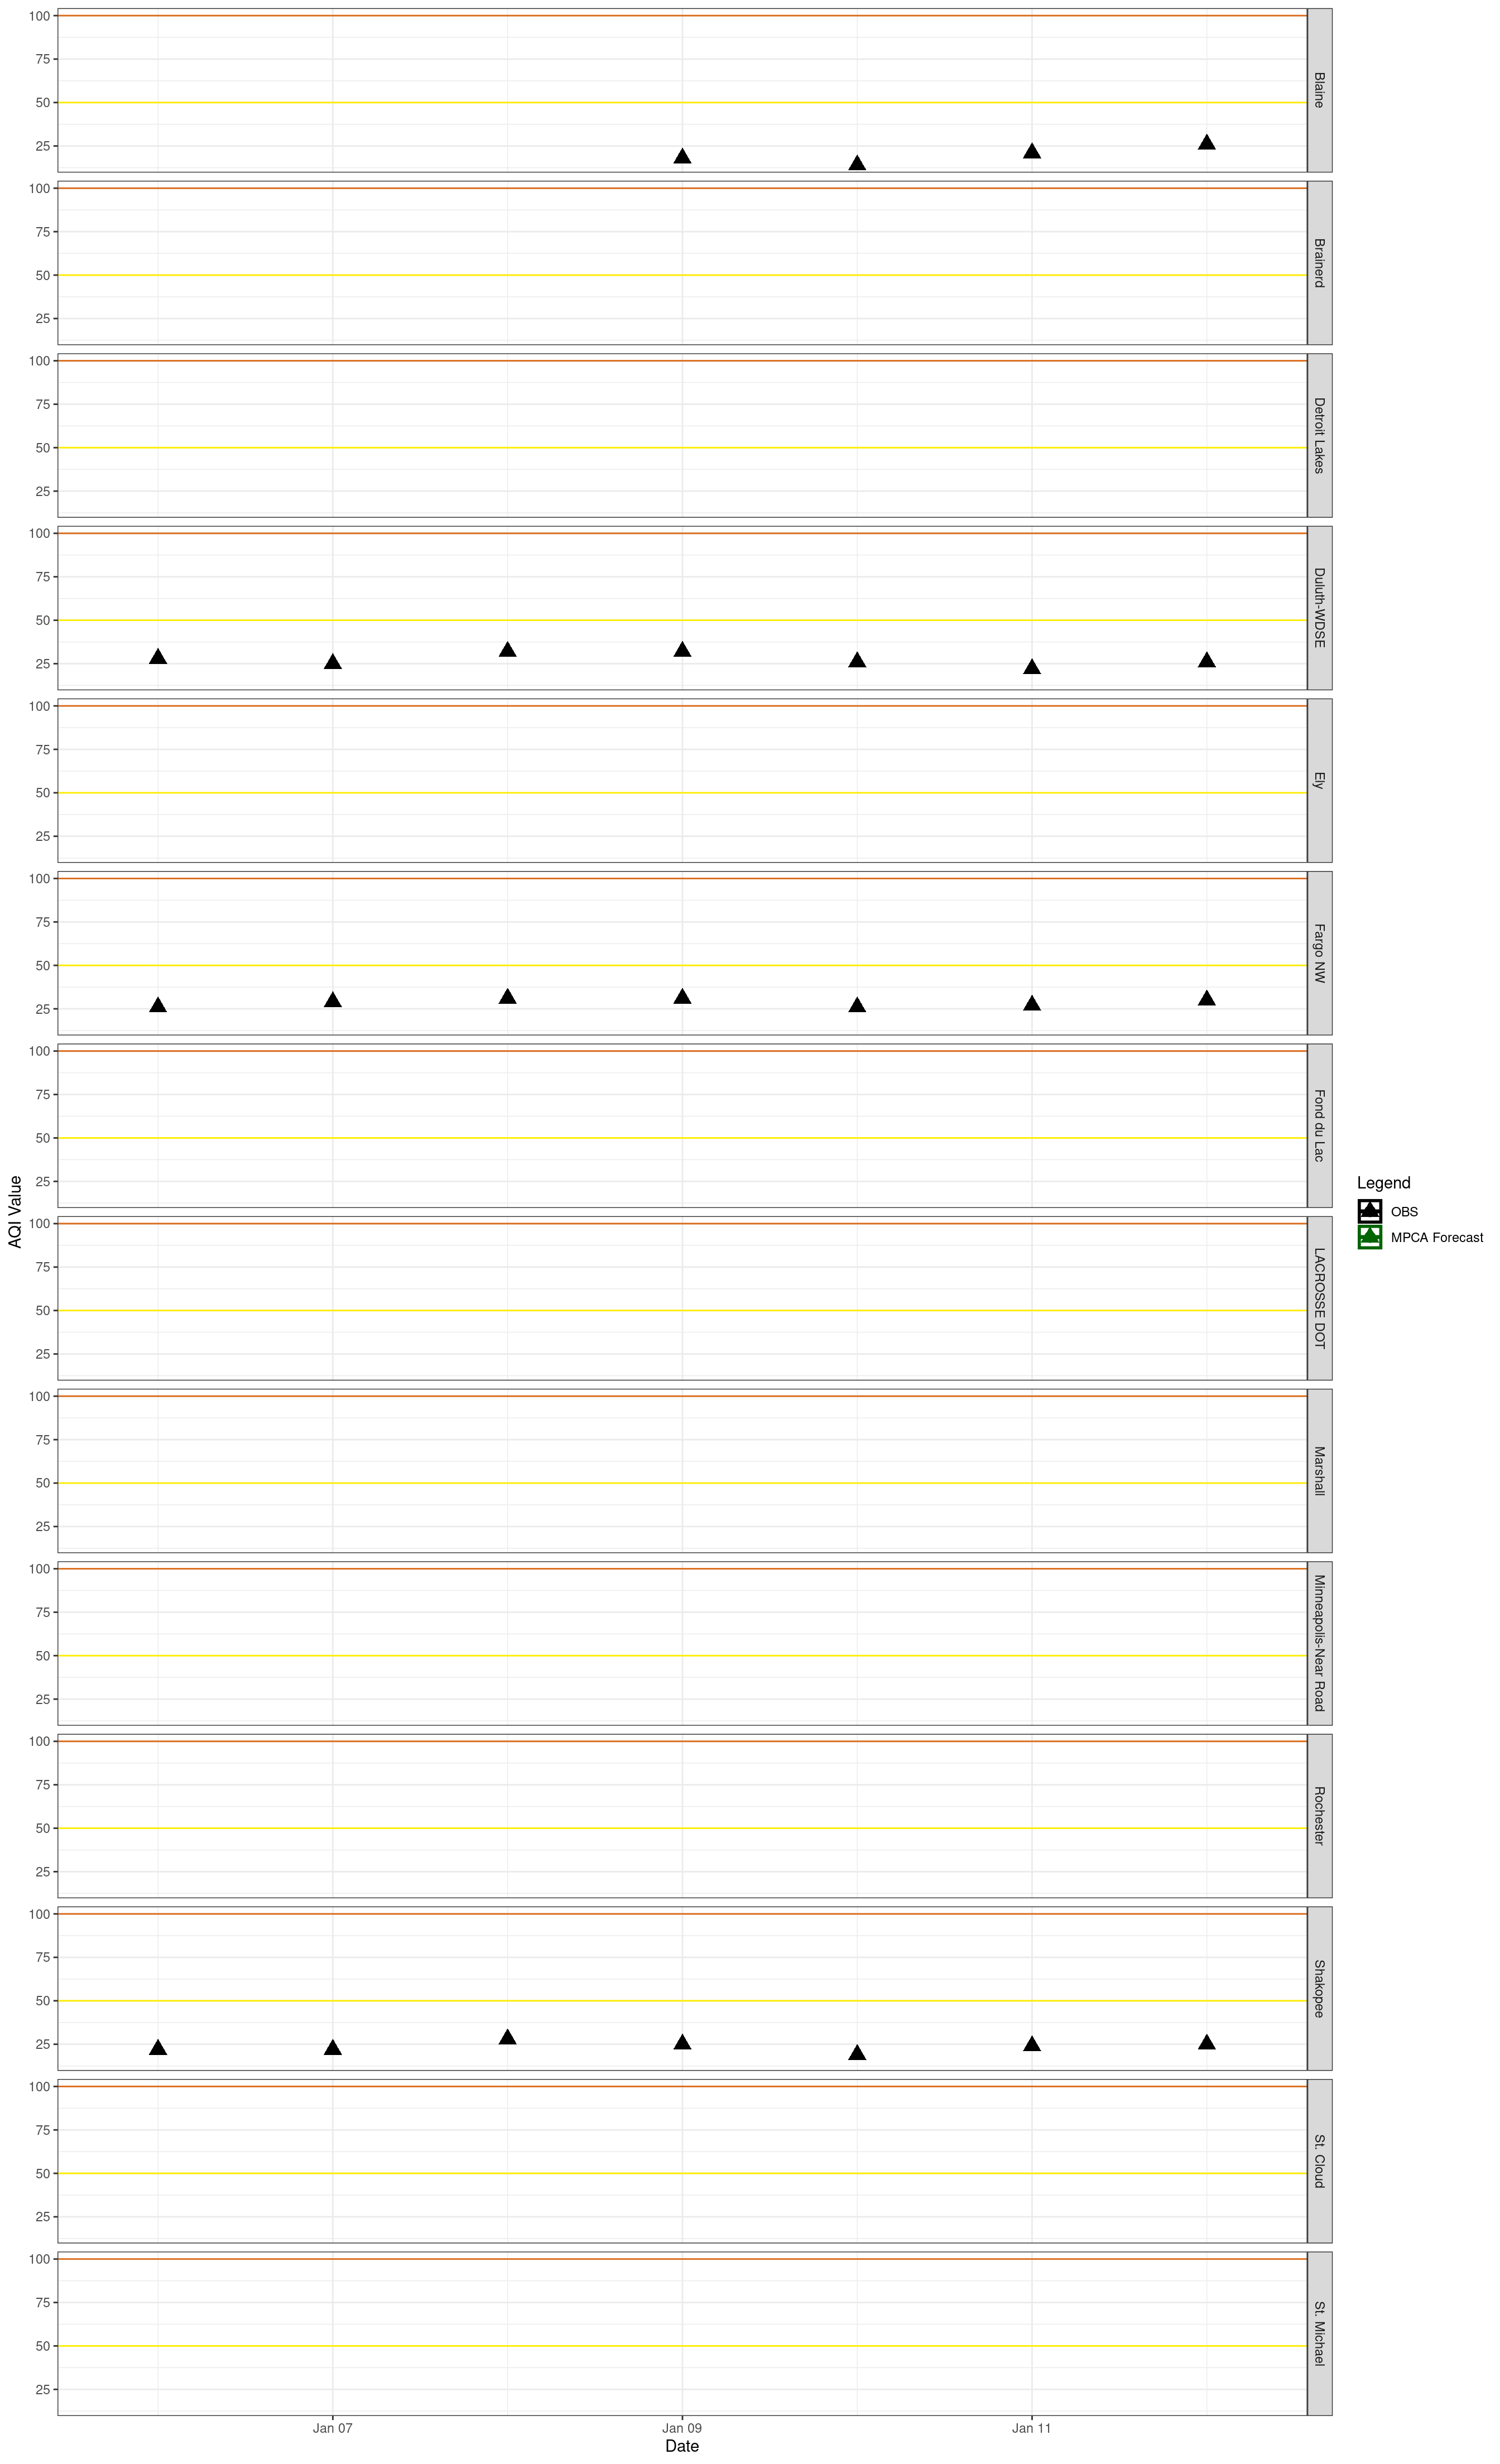 100
75
50
25
Blaine
100
75
50
25
Brainerd
100
75
50
25
Detroit Lakes
100
75
50
25
Duluth-WDSE
100
75
50
25
Ely
100
75
50
25
Fargo NW
100
75
50
25
Fond du Lac
100
75
50
25
LACROSSE DOT
100
75
50
25
Marshall
100
75
50
25
Minneapolis-Near Road
100
75
50
25
Rochester
100
75
50
25
Shakopee
100
75
50
25
St. Cloud
100
75
50
25
St. Michael
Jan 07
Jan 09
Jan 11
Date
AQI Value
Legend
OBS
MPCA Forecast